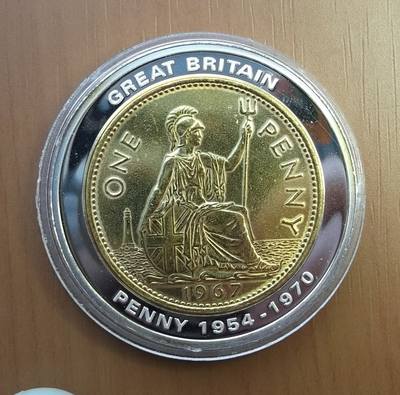 GREAT BRITAIN
ONE PENNY
1967
PENNY 1954-1970